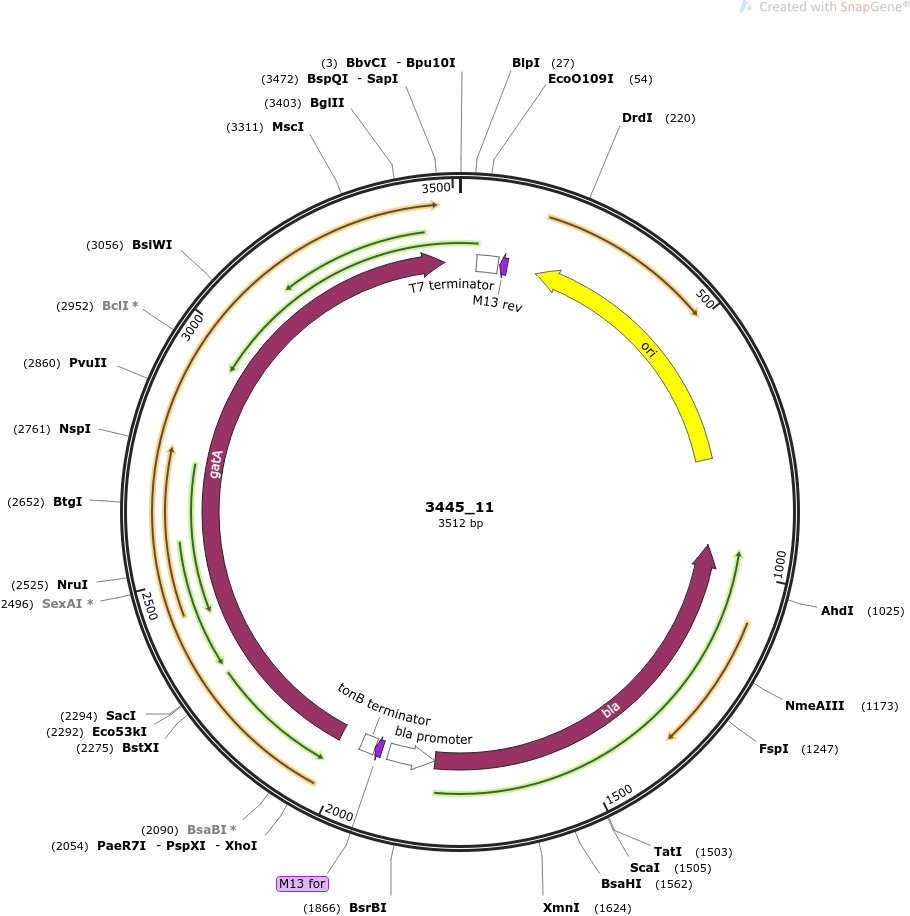 Created with SnapGene®
(3) BbvCI - Bpu10I
BlpI (27)
(3472) BspQI - SapI
EcoO109I (54)
(3403) BglII
DrdI (220)
(3311) MscI
3500
(3056) BsiWI
T7 terminator
M13 rev
500
(2952) BclI *
3000
ori
(2860) PvuII
(2761) NspI
gatA
(2652) BtgI
3445_11
3512 bp
1000
(2525) NruI
2496) SexAI *
2500
AhdI (1025)
tonB terminator
bla promoter
bla
NmeAIII (1173)
(2294) SacI
(2292) Eco53kI
(2275) BstXI
FspI (1247)
2000
1500
(2090) BsaBI *
(2054) PaeR7I - PspXI - XhoI
TatI (1503)
ScaI (1505)
M13 for
BsaHI (1562)
(1866) BsrBI
XmnI (1624)